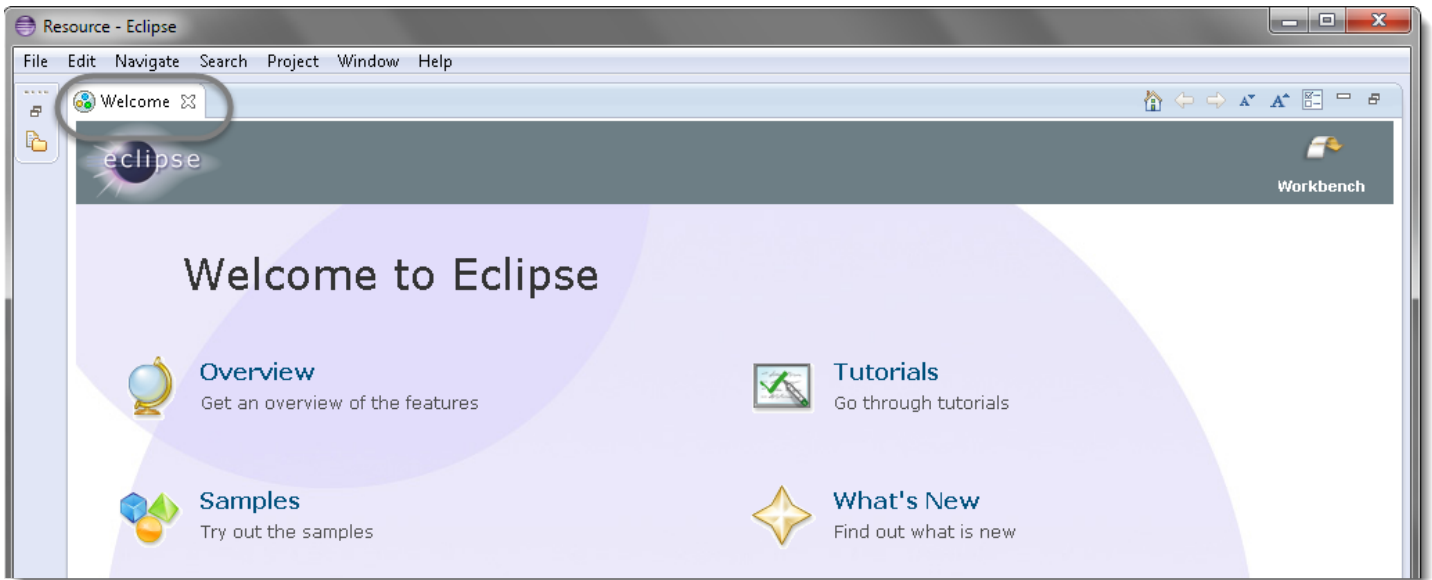 Resource - Eclipse
File Edit Navigate Search Project Window Help
Welcome
eclipse
Workbench
Welcome to Eclipse
Overview
Get an overview of the features
Tutorials
Go through tutorials
Samples
Try out the samples
What's New
Find out what is new